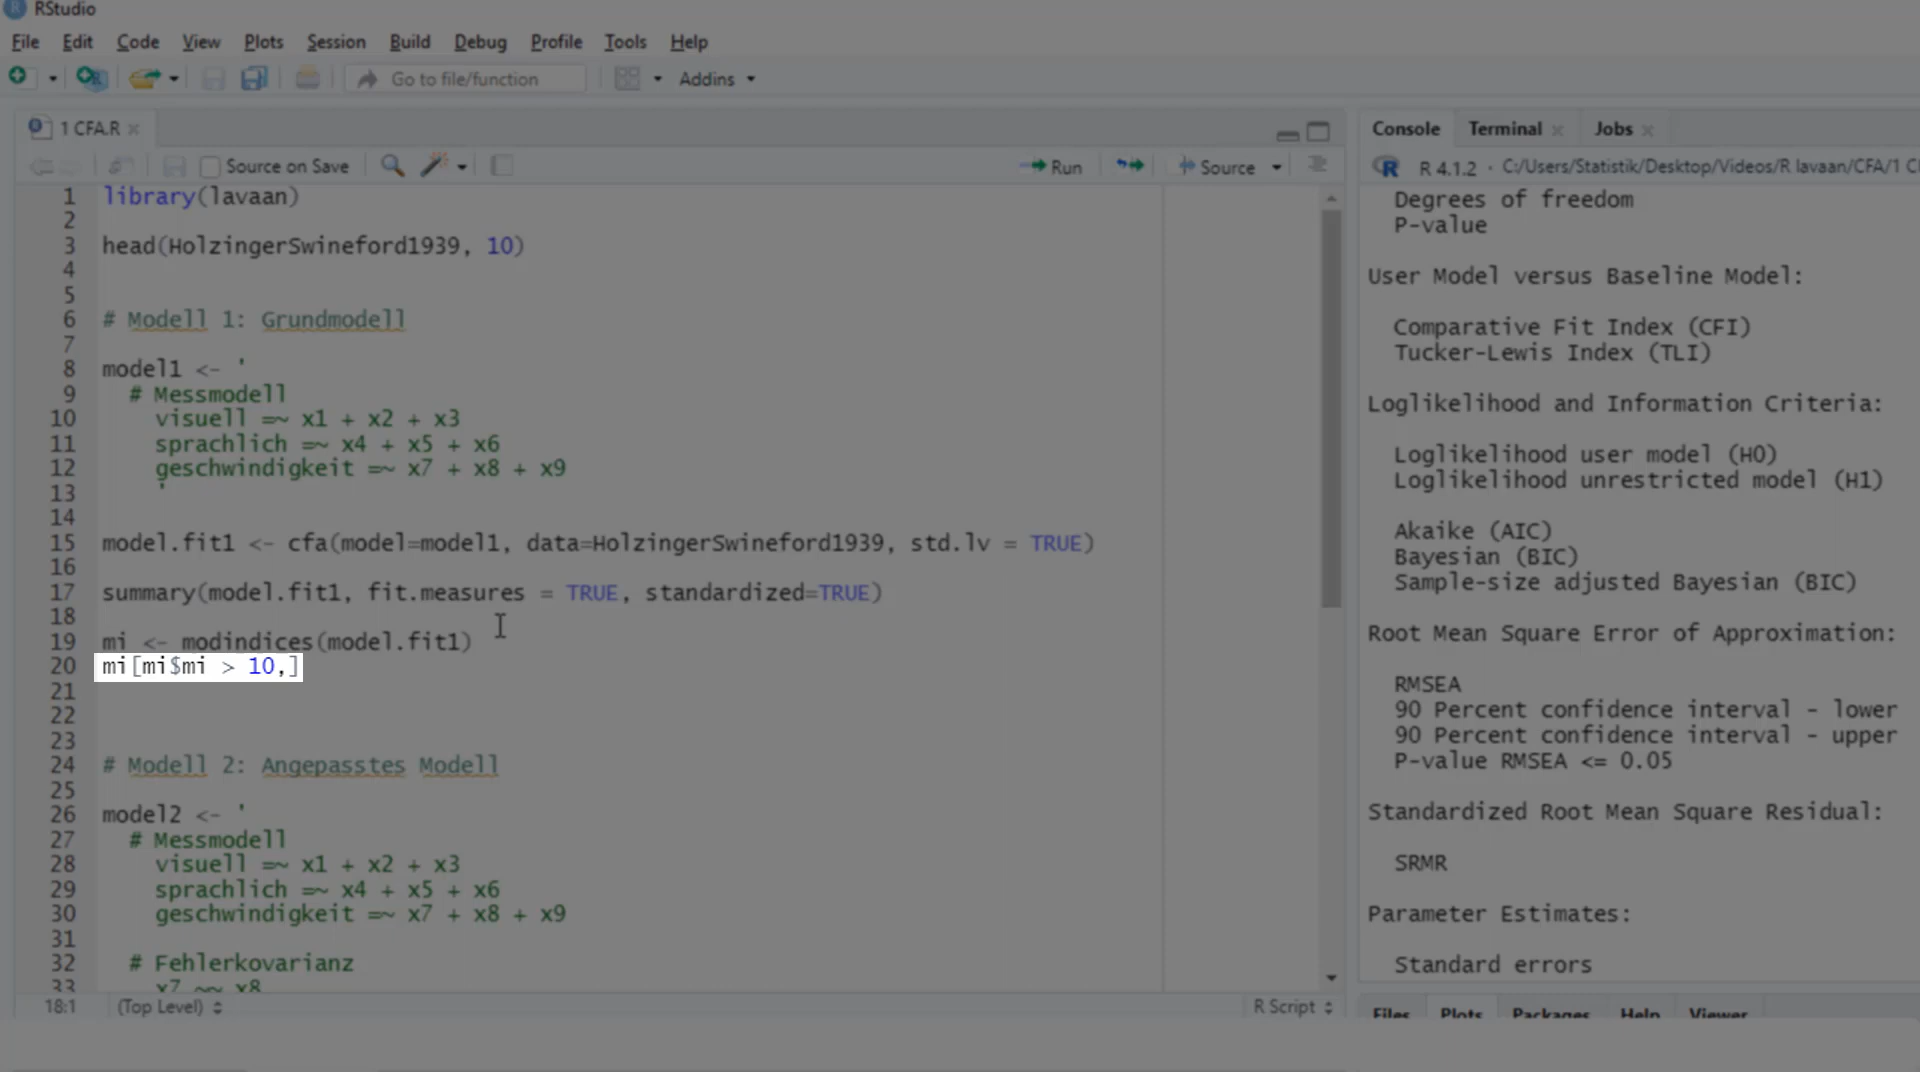 RStudio
File Edit Code View Plots Session Build Debug Profile Tools Help
Go to file/function Addins
1 CFA.R
Source on Save Run Source
1 library(lavaan)
2
3 head(HolzingerSwineford1939, 10)
4
5
6 # Modell 1: Grundmodell
7
8 model1 <- '
9 # Messmodell
10 visuell =~ x1 + x2 + x3
11 sprachlich =~ x4 + x5 + x6
12 geschwindigkeit =~ x7 + x8 + x9
13 '
14
15 model.fit1 <- cfa(model=model1, data=HolzingerSwineford1939, std.lv = TRUE)
16
17 summary(model.fit1, fit.measures = TRUE, standardized=TRUE)
18
19 mi <- modindices(model.fit1)
20 mi[mi$mi > 10,]
21
22
23
24 # Modell 2: Angepasstes Modell
25
26 model2 <- '
27 # Messmodell
28 visuell =~ x1 + x2 + x3
29 sprachlich =~ x4 + x5 + x6
30 geschwindigkeit =~ x7 + x8 + x9
31
32 # Fehlerkovarianz
33 x7 ~~ x8
18:1 (Top Level) R Script
Console Terminal Jobs
R 4.1.2 · C:/Users/Statistik/Desktop/Videos/R lavaan/CFA/1 C
Degrees of freedom
P-value
User Model versus Baseline Model:
Comparative Fit Index (CFI)
Tucker-Lewis Index (TLI)
Loglikelihood and Information Criteria:
Loglikelihood user model (H0)
Loglikelihood unrestricted model (H1)
Akaike (AIC)
Bayesian (BIC)
Sample-size adjusted Bayesian (BIC)
Root Mean Square Error of Approximation:
RMSEA
90 Percent confidence interval - lower
90 Percent confidence interval - upper
P-value RMSEA <= 0.05
Standardized Root Mean Square Residual:
SRMR
Parameter Estimates:
Standard errors
Files Plots Packages Help Viewer